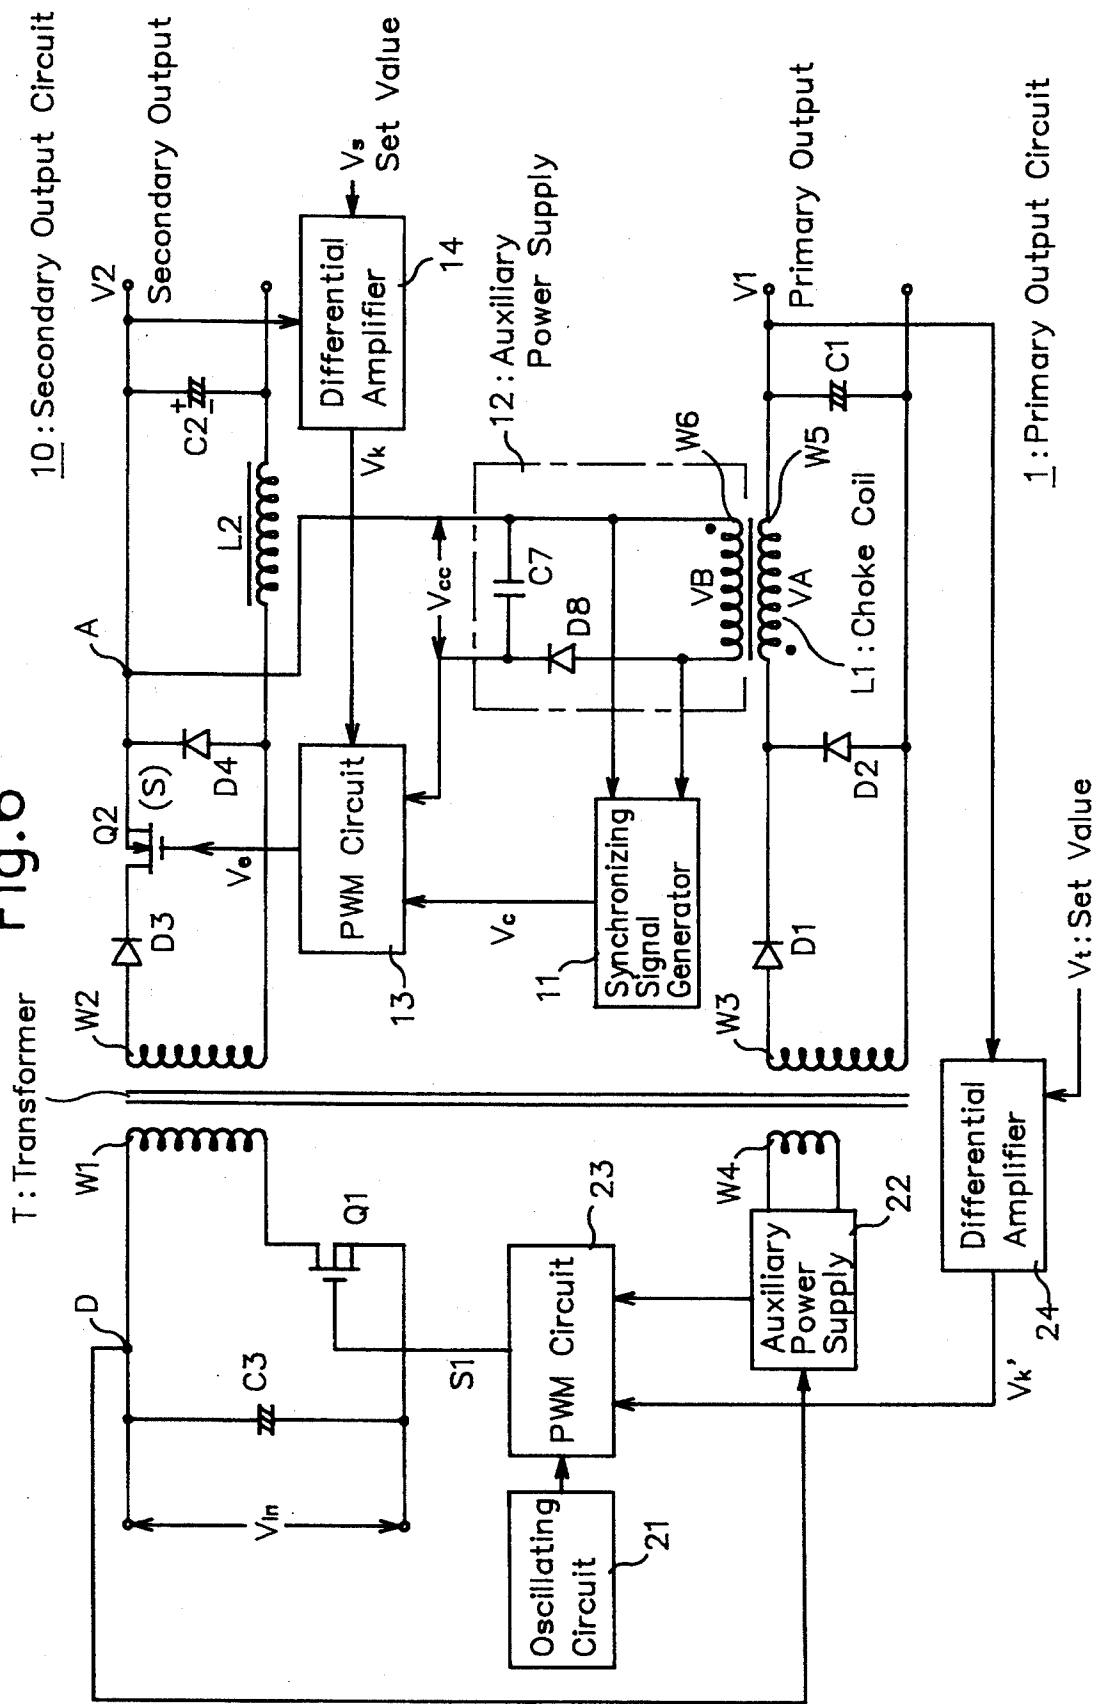 Fig.6
10:Secondary Output Circuit
T:Transformer
D
W1
W2
D3
Q2
(S)
A
V2
Secondary Output
C3
Vin
Q1
D4
L2
C2
+
Ve
Vs
Set Value
S1
23
PWM Circuit
Oscillating
Circuit
21
13
PWM Circuit
Vk
Differential
Amplifier
14
Vcc
12:Auxiliary
Power Supply
C7
D8
Vc
11
Synchronizing
Signal
Generator
VB
W6
W4
Auxiliary
Power
Supply
22
W3
D1
D2
VA
W5
L1:Choke Coil
C1
V1
Primary Output
Differential
Amplifier
24
Vk'
Vt:Set Value
1:Primary Output Circuit